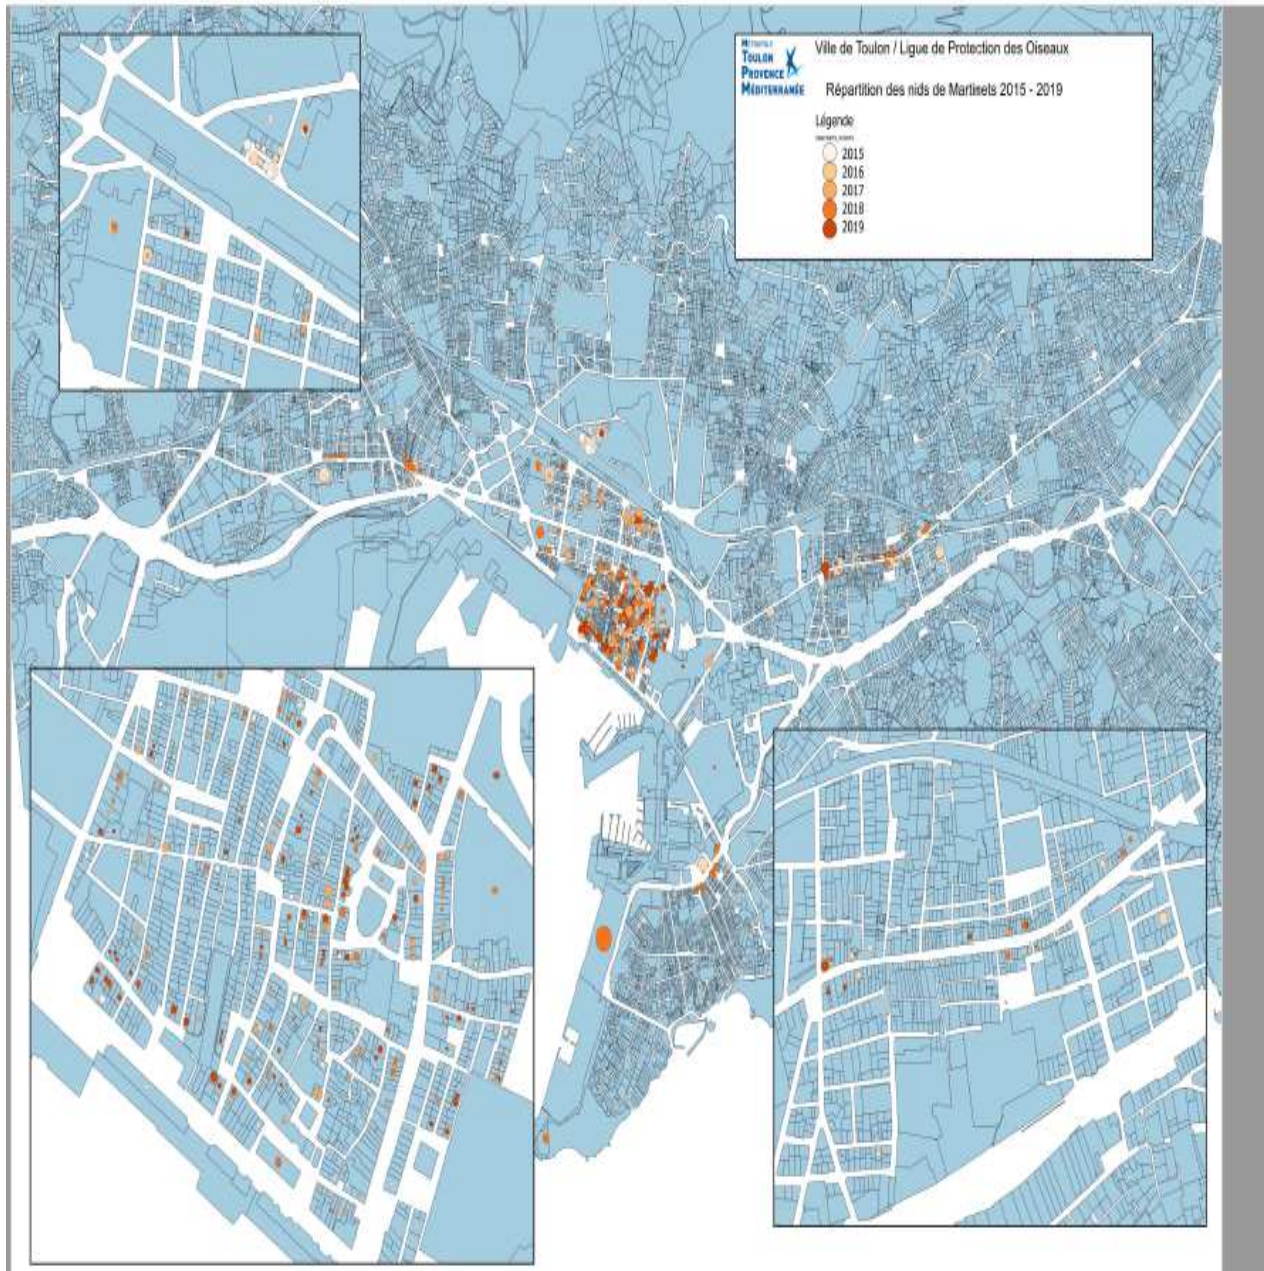 MÉTROPOLE
TOULON
PROVENCE
MÉDITERRANÉE
Ville de Toulon / Ligue de Protection des Oiseaux
Répartition des nids de Martinets 2015 - 2019
Légende
2015
2016
2017
2018
2019